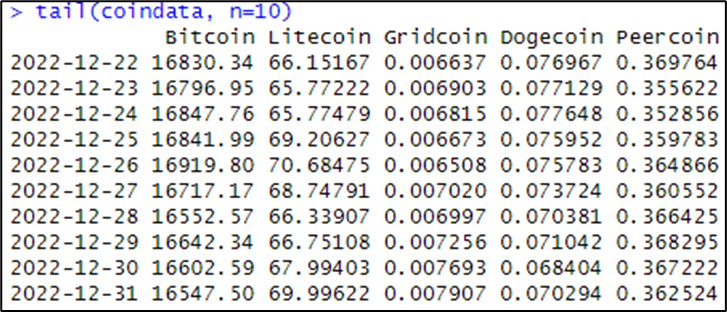 > tail(coindata, n=10)
Bitcoin Litecoin Gridcoin Dogecoin Peercoin
2022-12-22 16830.34 66.15167 0.006637 0.076967 0.369764
2022-12-23 16796.95 65.77222 0.006903 0.077129 0.355622
2022-12-24 16847.76 65.77479 0.006815 0.077648 0.352856
2022-12-25 16841.99 69.20627 0.006673 0.075952 0.359783
2022-12-26 16919.80 70.68475 0.006508 0.075783 0.364866
2022-12-27 16717.17 68.74791 0.007020 0.073724 0.360552
2022-12-28 16552.57 66.33907 0.006997 0.070381 0.366425
2022-12-29 16642.34 66.75108 0.007256 0.071042 0.368295
2022-12-30 16602.59 67.99403 0.007693 0.068404 0.367222
2022-12-31 16547.50 69.99622 0.007907 0.070294 0.362524